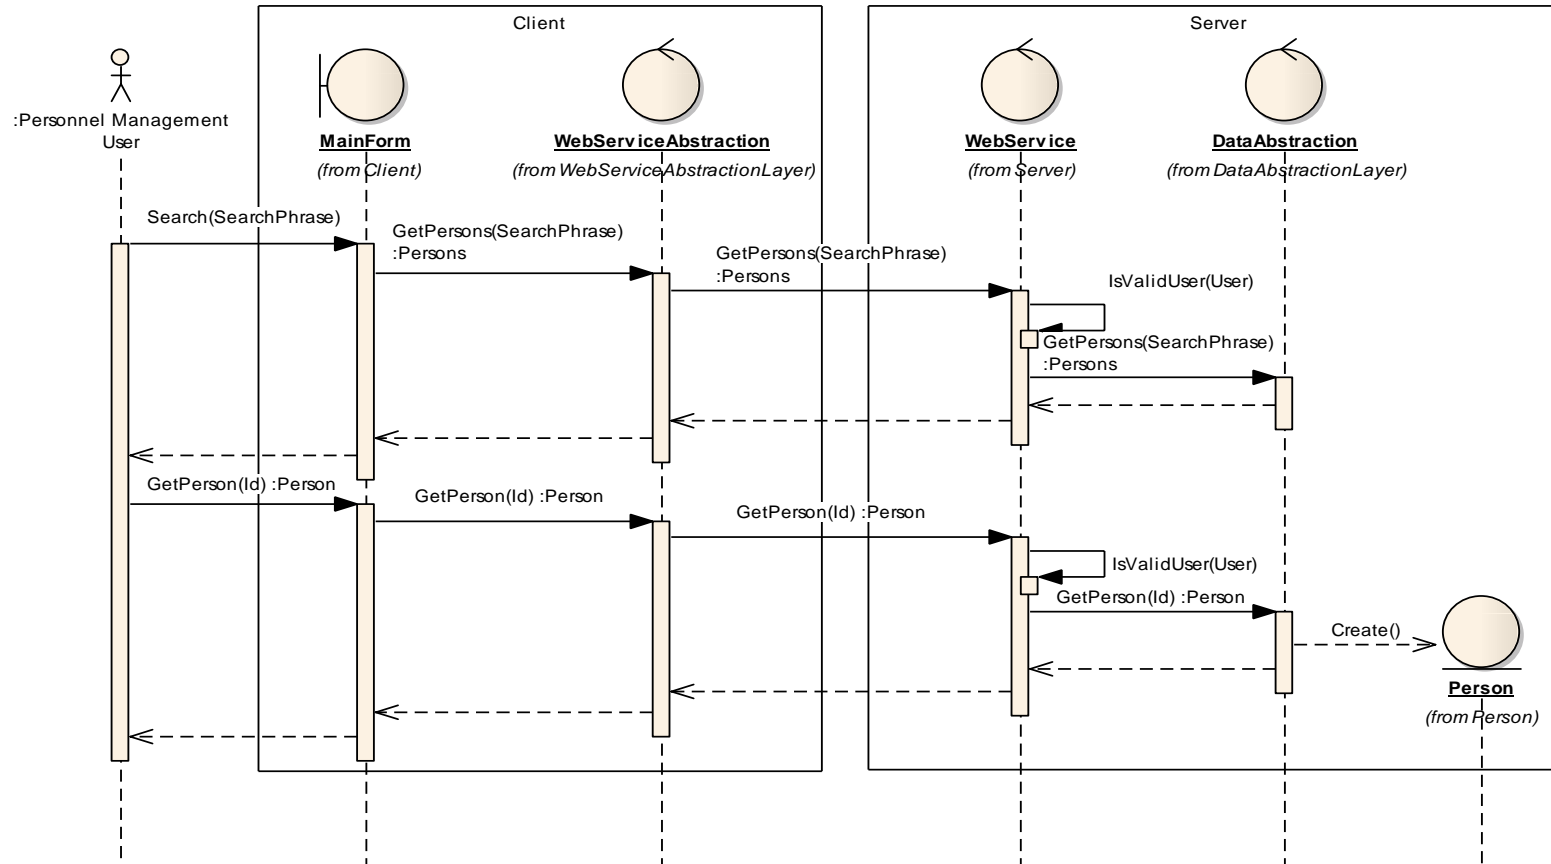 Client
Server
:Personnel Management
User
MainForm
(from Client)
WebServiceAbstraction
(from WebServiceAbstractionLayer)
WebService
(from Server)
DataAbstraction
(from DataAbstractionLayer)
Search(SearchPhrase)
GetPersons(SearchPhrase)
:Persons
GetPersons(SearchPhrase)
:Persons
IsValidUser(User)
GetPersons(SearchPhrase)
:Persons
GetPerson(Id) :Person
GetPerson(Id) :Person
GetPerson(Id) :Person
IsValidUser(User)
GetPerson(Id) :Person
Create()
Person
(from Person)